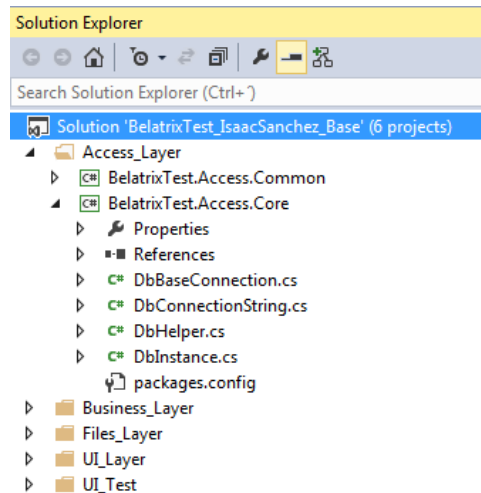 Solution Explorer
Search Solution Explorer (Ctrl+´)
Solution 'BelatrixTest_IsaacSanchez_Base' (6 projects)
Access_Layer
C# BelatrixTest.Access.Common
C# BelatrixTest.Access.Core
Properties
References
C# DbBaseConnection.cs
C# DbConnectionString.cs
C# DbHelper.cs
C# DbInstance.cs
packages.config
Business_Layer
Files_Layer
UI_Layer
UI_Test